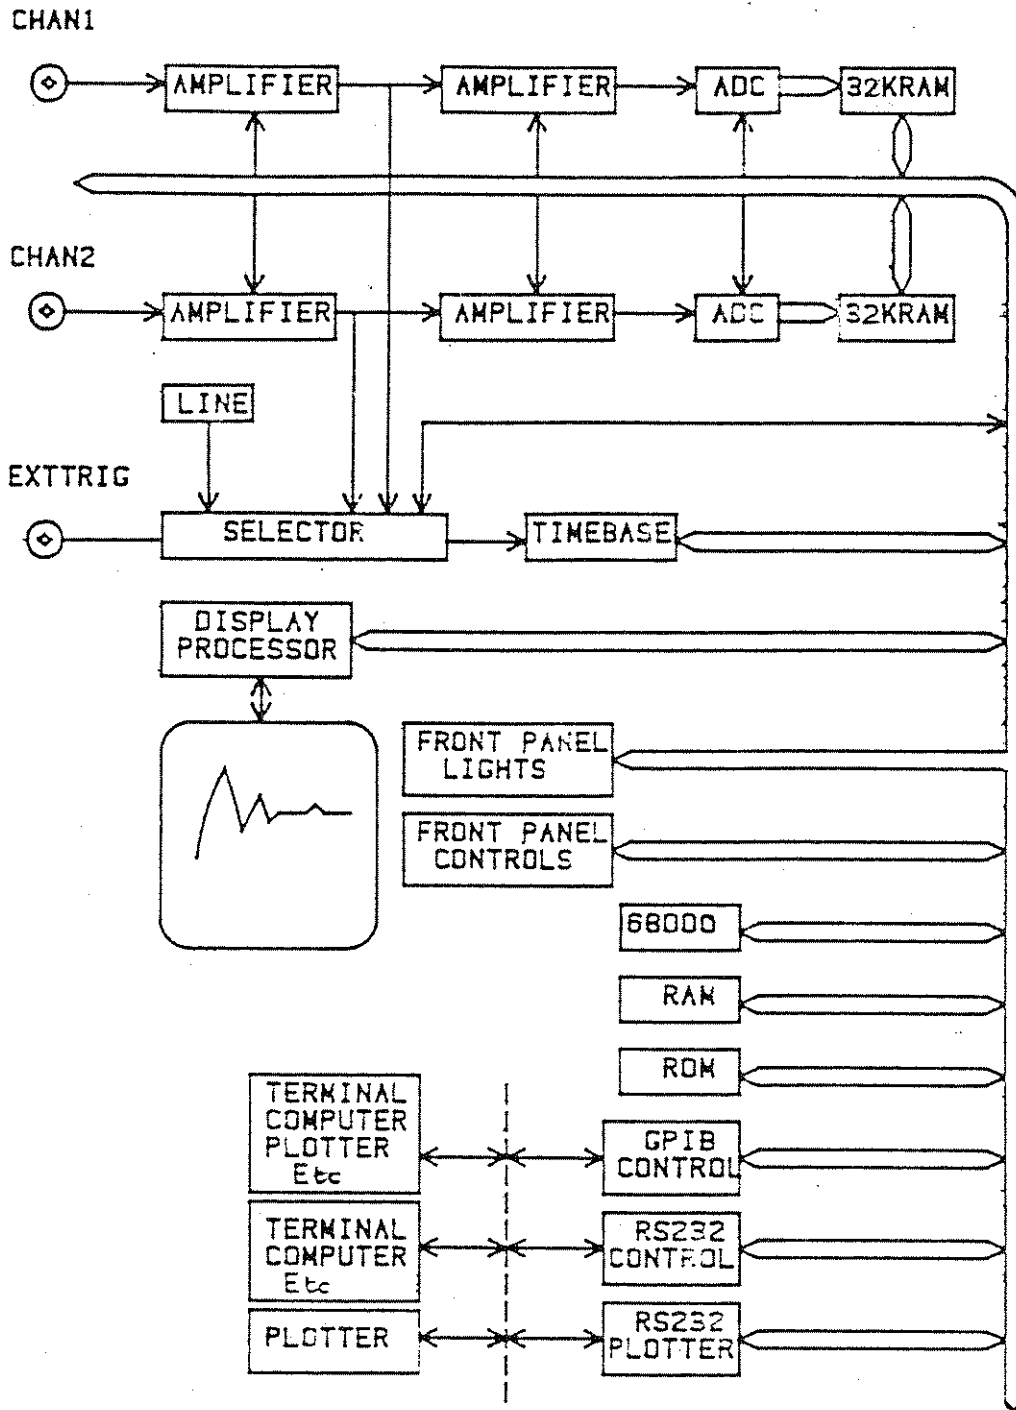 CHAN1
AMPLIFIER
AMPLIFIER
ADC
32KRAM
CHAN2
AMPLIFIER
AMPLIFIER
ADC
32KRAM
LINE
EXTTRIG
SELECTOR
TIMEBASE
DISPLAY
PROCESSOR
FRONT PANEL
LIGHTS
FRONT PANEL
CONTROLS
68000
RAM
ROM
TERMINAL
COMPUTER
PLOTTER
Etc
GPIB
CONTROL
TERMINAL
COMPUTER
Etc
RS232
CONTROL
PLOTTER
RS232
PLOTTER